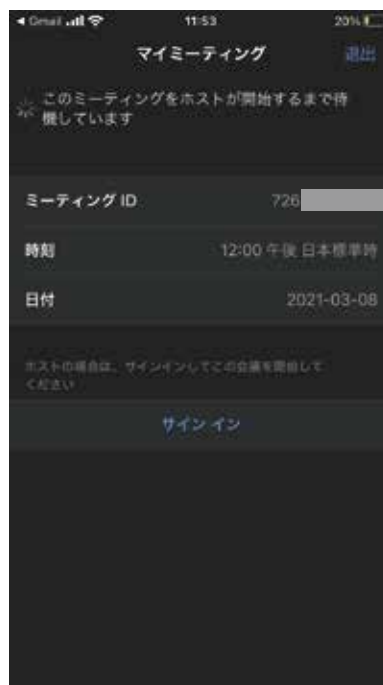 Gmail 11:53 20%
マイミーティング 退出
このミーティングをホストが開始するまで待
機しています
ミーティング ID 726
時刻 12:00 午後 日本標準時
日付 2021-03-08
ホストの場合は、サインインしてこの会議を開始して
ください
サイン イン